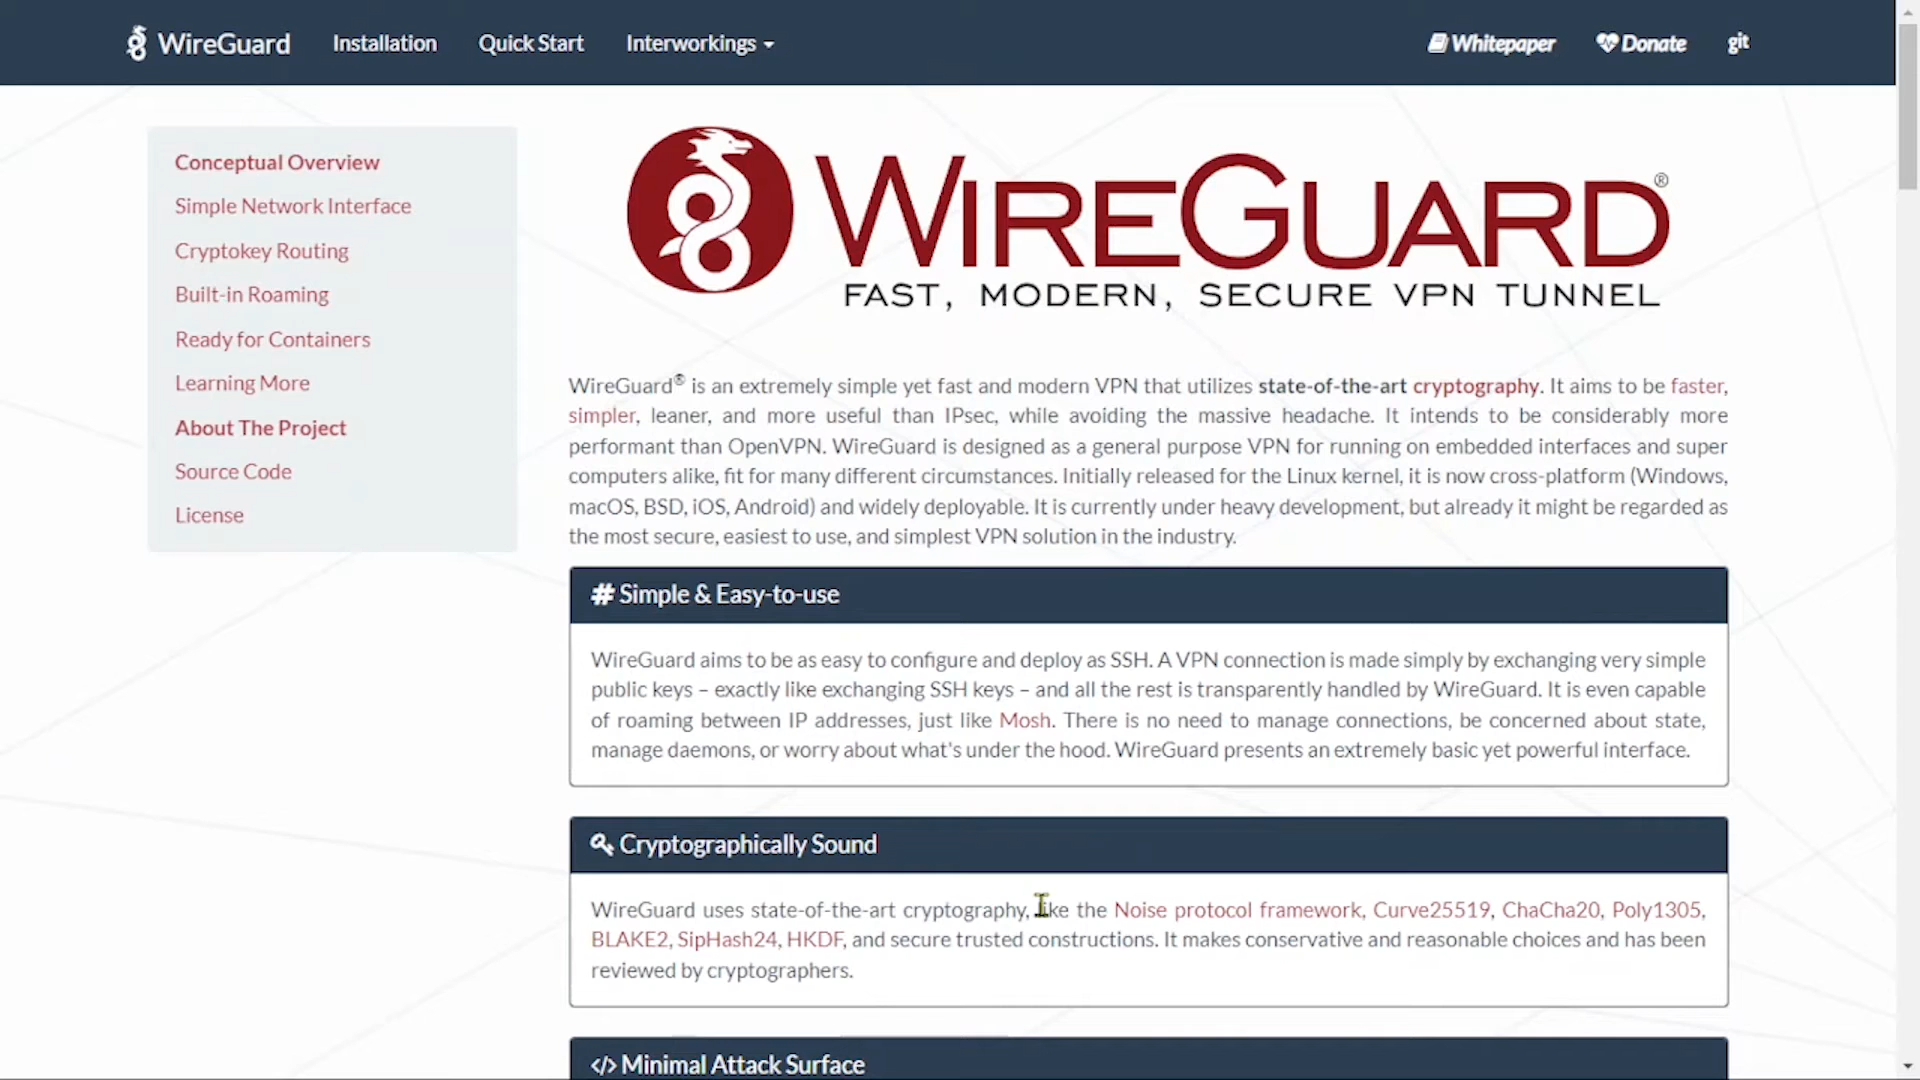 WireGuard Installation Quick Start Interworkings Whitepaper Donate git
Conceptual Overview
Simple Network Interface
Cryptokey Routing
Built-in Roaming
Ready for Containers
Learning More
About The Project
Source Code
License
WIREGUARD®
FAST, MODERN, SECURE VPN TUNNEL
WireGuard® is an extremely simple yet fast and modern VPN that utilizes state-of-the-art cryptography. It aims to be faster,
simpler, leaner, and more useful than IPsec, while avoiding the massive headache. It intends to be considerably more
performant than OpenVPN. WireGuard is designed as a general purpose VPN for running on embedded interfaces and super
computers alike, fit for many different circumstances. Initially released for the Linux kernel, it is now cross-platform (Windows,
macOS, BSD, iOS, Android) and widely deployable. It is currently under heavy development, but already it might be regarded as
the most secure, easiest to use, and simplest VPN solution in the industry.
# Simple & Easy-to-use
WireGuard aims to be as easy to configure and deploy as SSH. A VPN connection is made simply by exchanging very simple
public keys – exactly like exchanging SSH keys – and all the rest is transparently handled by WireGuard. It is even capable
of roaming between IP addresses, just like Mosh. There is no need to manage connections, be concerned about state,
manage daemons, or worry about what's under the hood. WireGuard presents an extremely basic yet powerful interface.
Cryptographically Sound
WireGuard uses state-of-the-art cryptography, like the Noise protocol framework, Curve25519, ChaCha20, Poly1305,
BLAKE2, SipHash24, HKDF, and secure trusted constructions. It makes conservative and reasonable choices and has been
reviewed by cryptographers.
</> Minimal Attack Surface